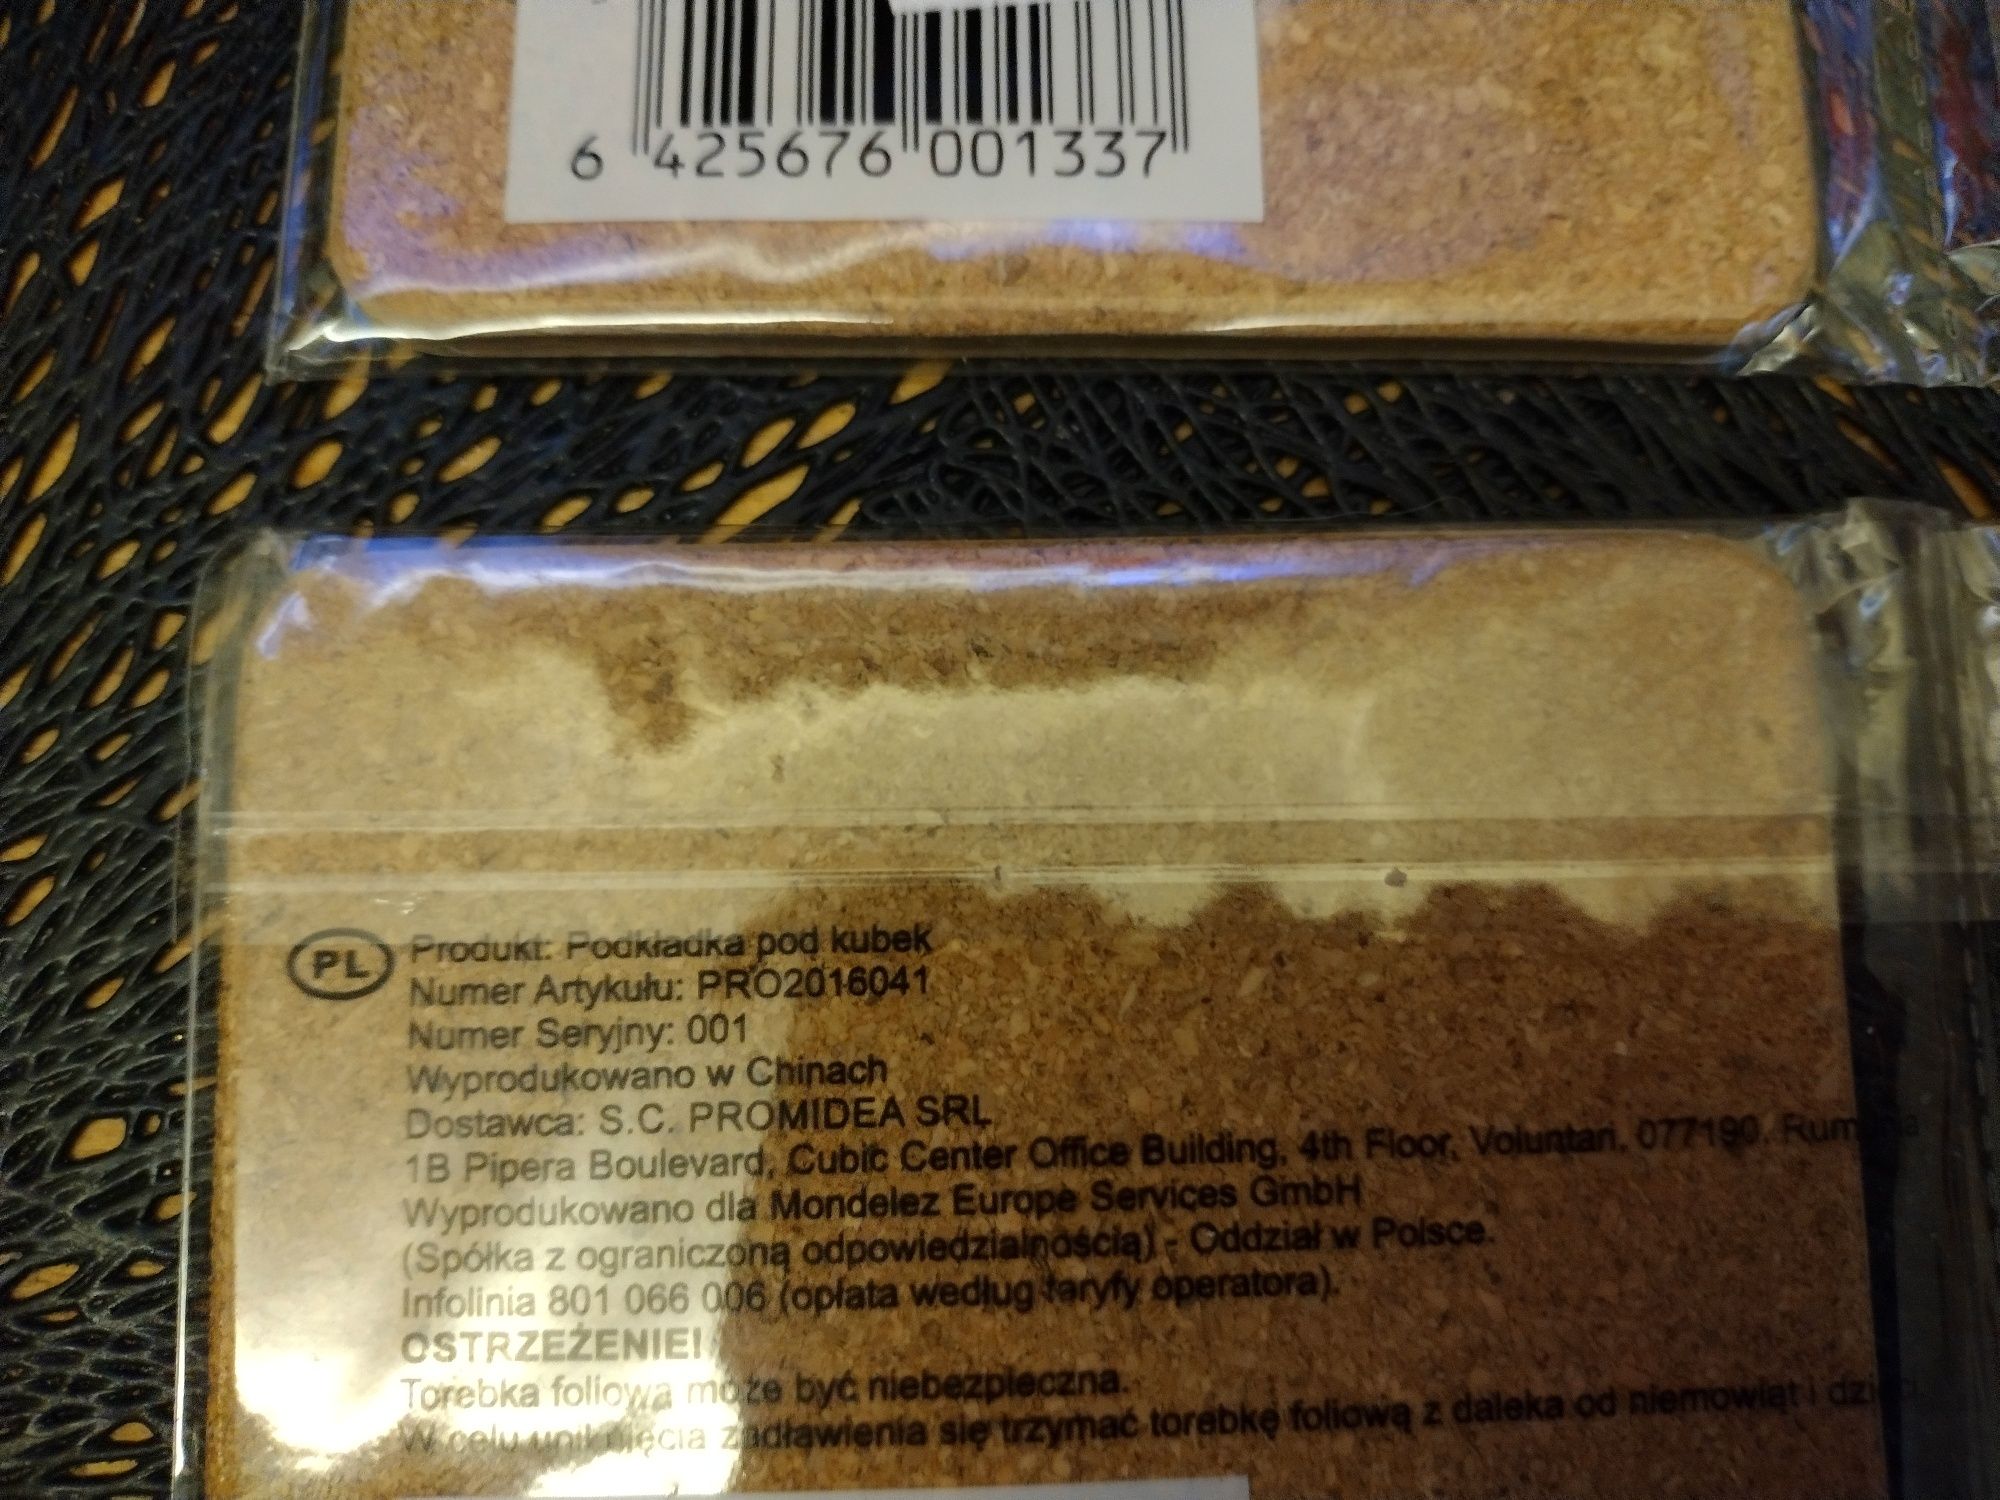 6 425676 001337
PL
Produkt: Podkładka pod kubek
Numer Artykułu: PRO2016041
Numer Seryjny: 001
Wyprodukowano w Chinach
Dostawca: S.C. PROMIDEA SRL
1B Pipera Boulevard, Cubic Center Office Building, 4th Floor, Voluntari, 077190,
Wyprodukowano dla Mondelez Europe Services GmbH
(Spółka z ograniczoną odpowiedzialnością) - Oddział w Polsce.
Infolinia 801 066 006 (opłata według taryfy operatora).
OSTRZEŻENIE!
Torebka foliowa może być niebezpieczna.
W celu uniknięcia zadławienia się trzymać torebkę foliową z daleka od niemowląt i